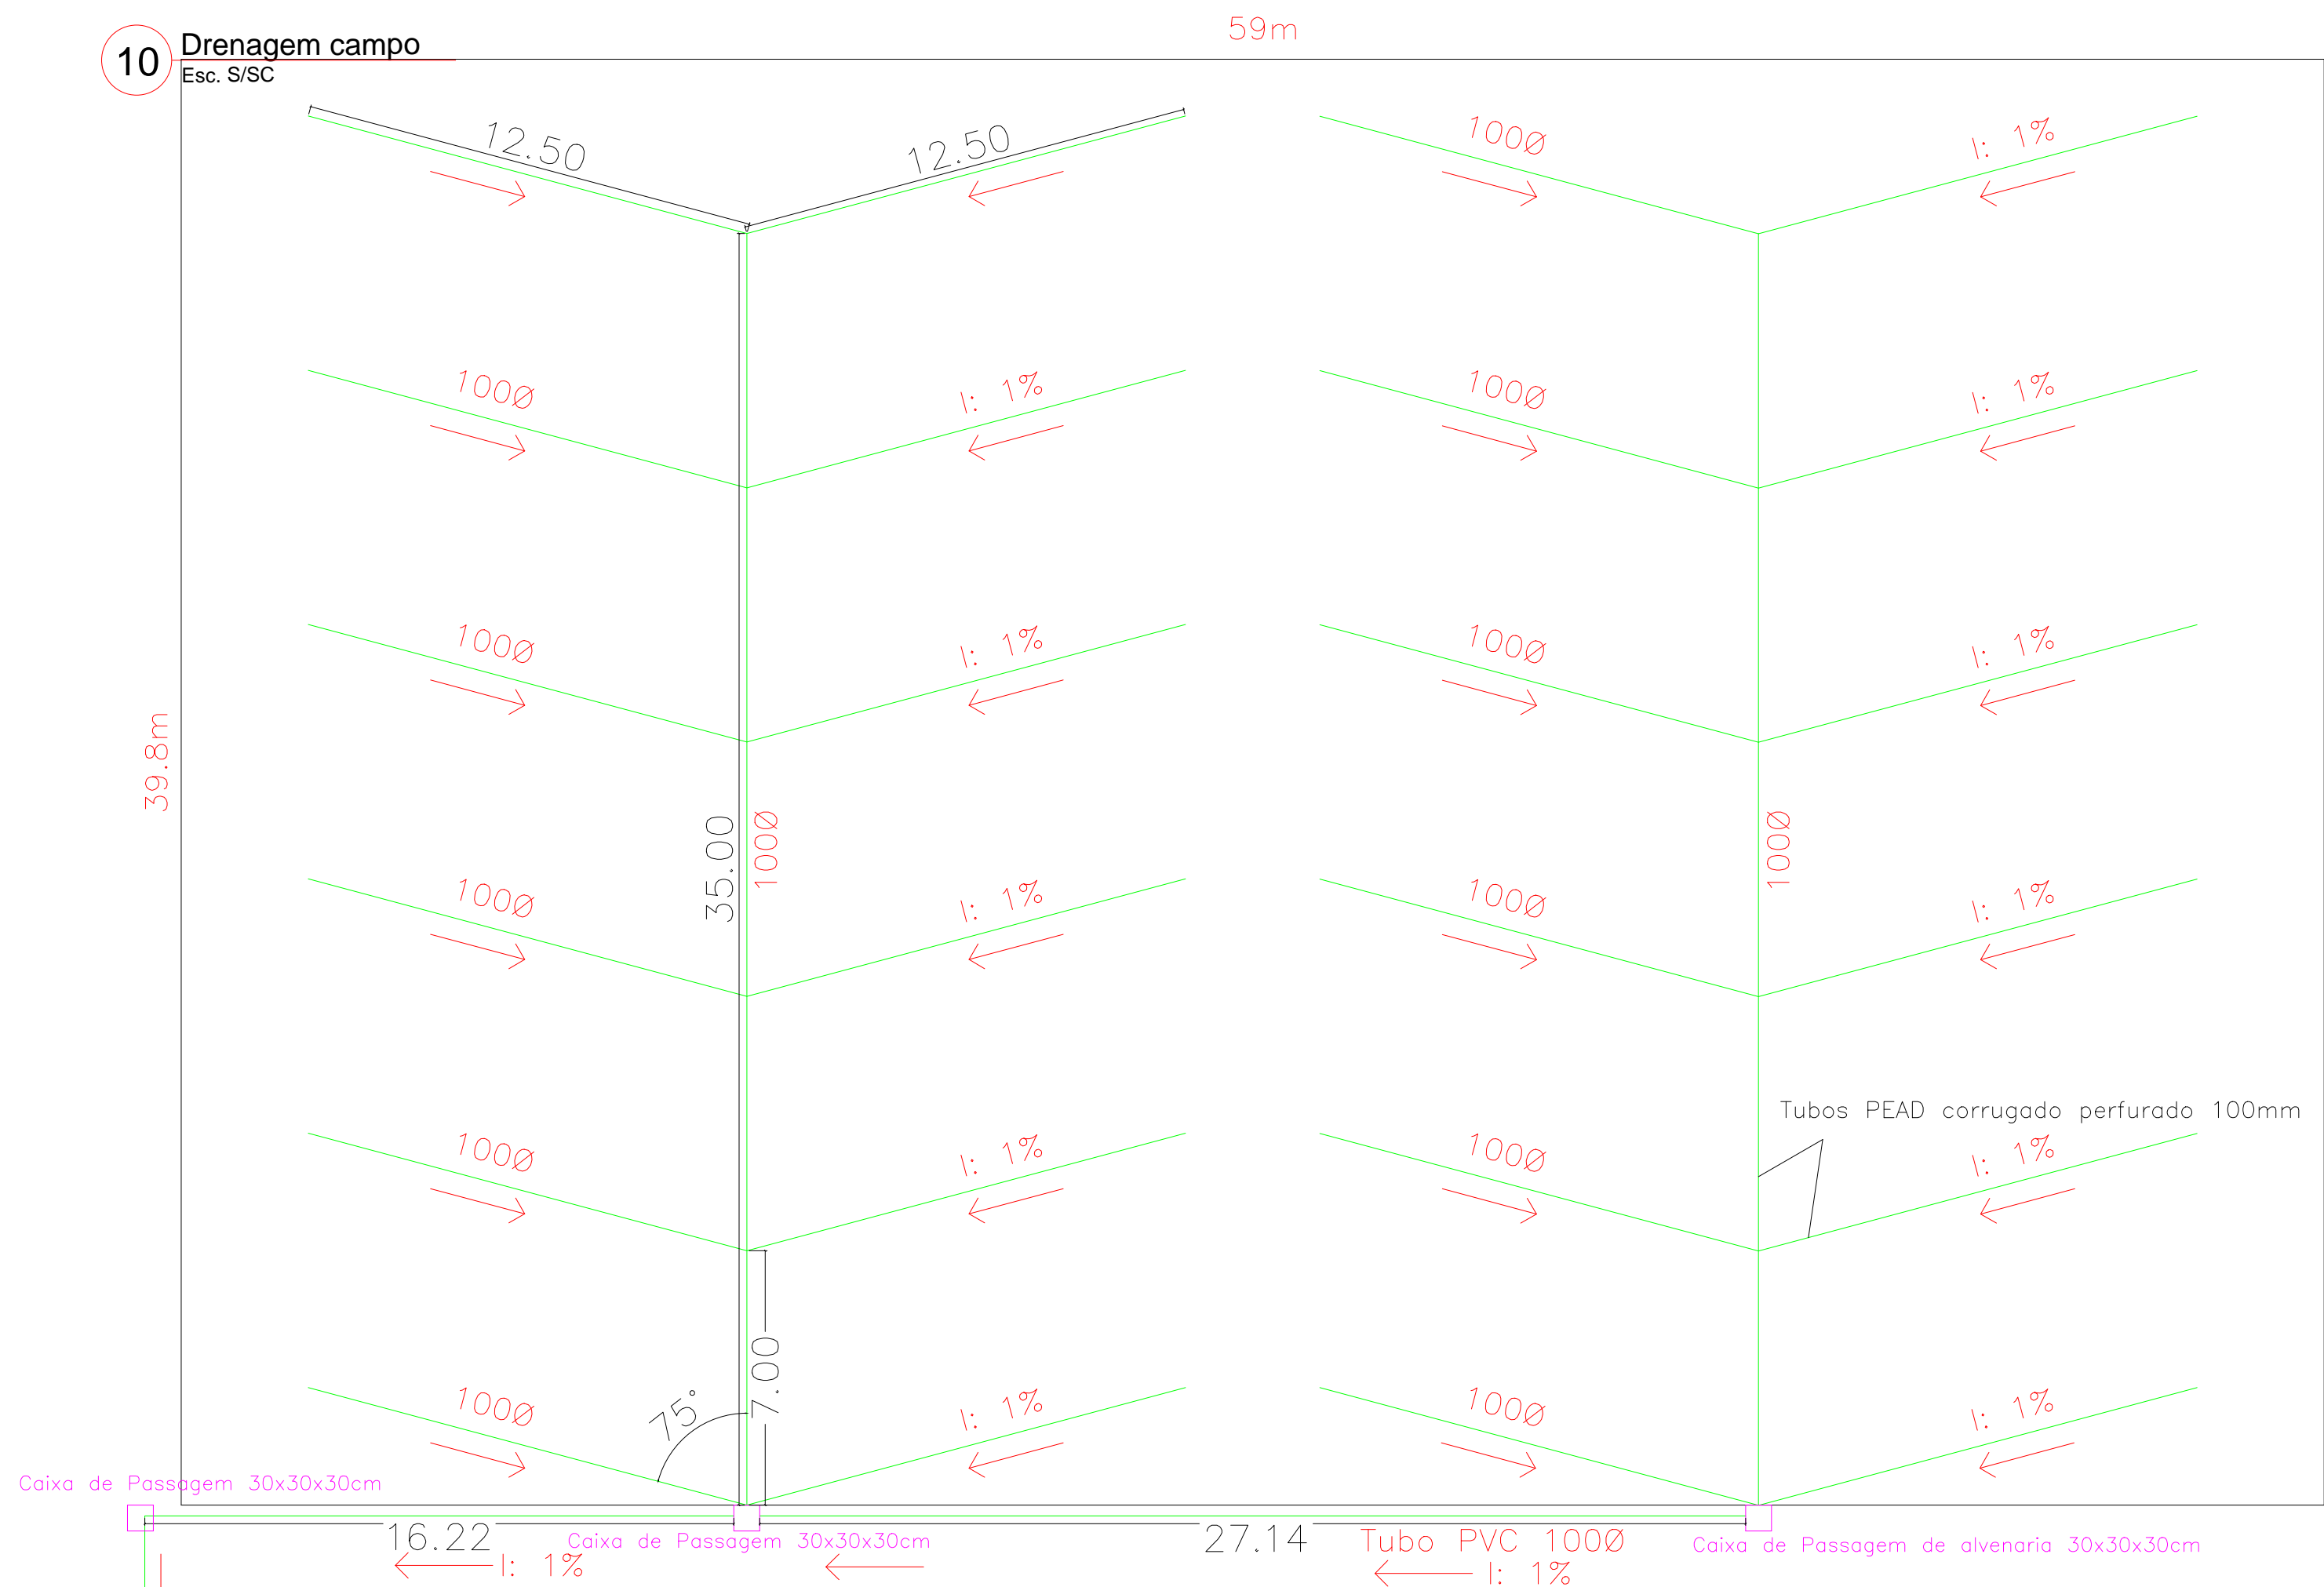 59m
10
Drenagem campo
Esc. S/SC
12.50
12.50
100Ø
I: 1%
100Ø
I: 1%
100Ø
I: 1%
100Ø
I: 1%
100Ø
I: 1%
39.8m
35.00
100Ø
100Ø
100Ø
I: 1%
100Ø
I: 1%
Tubos PEAD corrugado perfurado 100mm
100Ø
I: 1%
100Ø
I: 1%
7.00
75°
100Ø
I: 1%
100Ø
I: 1%
Caixa de Passagem 30x30x30cm
16.22
Caixa de Passagem 30x30x30cm
27.14
Tubo PVC 100Ø
Caixa de Passagem de alvenaria 30x30x30cm
I: 1%
I: 1%